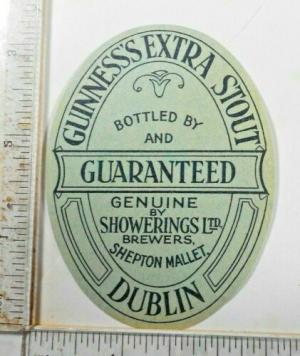 GUINNESS'S EXTRA STOUT
BOTTLED BY
AND
GUARANTEED
GENUINE
BY
SHOWERINGS LTD.
BREWERS,
SHEPTON MALLET.
DUBLIN